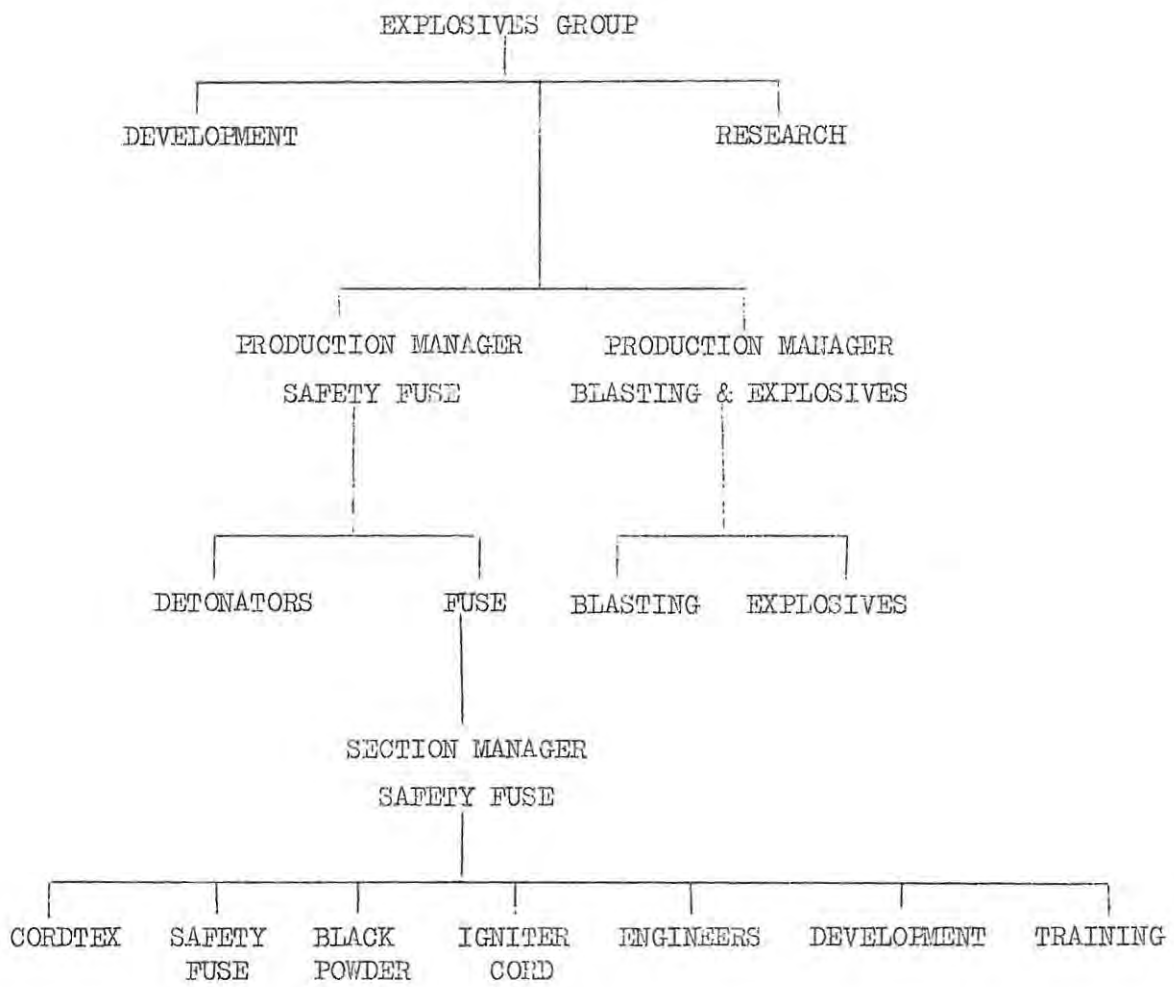 EXPLOSIVES GROUP
DEVELOPMENT RESEARCH
PRODUCTION MANAGER PRODUCTION MANAGER
SAFETY FUSE BLASTING & EXPLOSIVES
DETONATORS FUSE BLASTING EXPLOSIVES
SECTION MANAGER
SAFETY FUSE
CORDTEX SAFETY BLACK IGNITER ENGINEERS DEVELOPMENT TRAINING
FUSE POWDER CORD